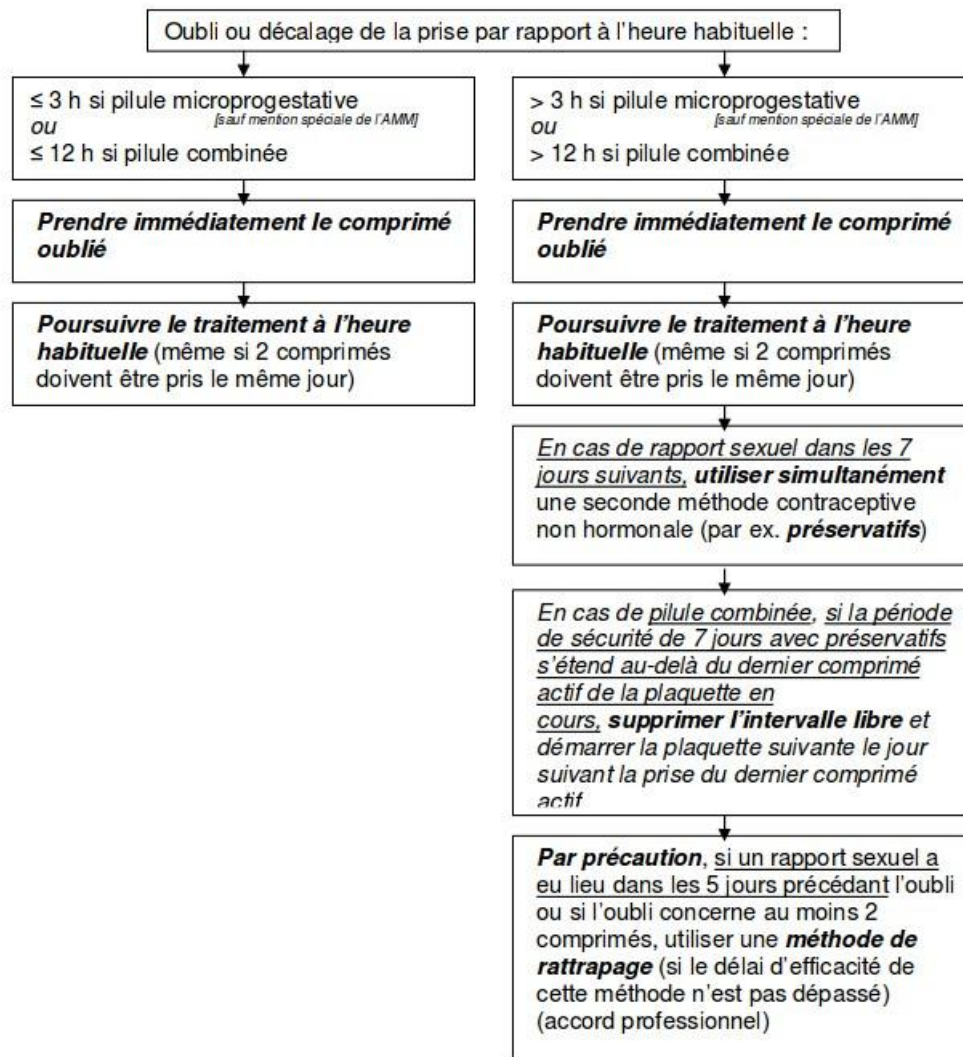 Oubli ou décalage de la prise par rapport à l'heure habituelle :
≤ 3 h si pilule microprogestative
ou [sauf mention spéciale de l'AMM]
≤ 12 h si pilule combinée
Prendre immédiatement le comprimé
oublié
Poursuivre le traitement à l'heure
habituelle (même si 2 comprimés
doivent être pris le même jour)
> 3 h si pilule microprogestative
ou [sauf mention spéciale de l'AMM]
> 12 h si pilule combinée
Prendre immédiatement le comprimé
oublié
Poursuivre le traitement à l'heure
habituelle (même si 2 comprimés
doivent être pris le même jour)
En cas de rapport sexuel dans les 7
jours suivants, utiliser simultanément
une seconde méthode contraceptive
non hormonale (par ex. préservatifs)
En cas de pilule combinée, si la période
de sécurité de 7 jours avec préservatifs
s'étend au-delà du dernier comprimé
actif de la plaquette en
cours, supprimer l'intervalle libre et
démarrer la plaquette suivante le jour
suivant la prise du dernier comprimé
actif
Par précaution, si un rapport sexuel a
eu lieu dans les 5 jours précédant l'oubli
ou si l'oubli concerne au moins 2
comprimés, utiliser une méthode de
rattrapage (si le délai d'efficacité de
cette méthode n'est pas dépassé)
(accord professionnel)